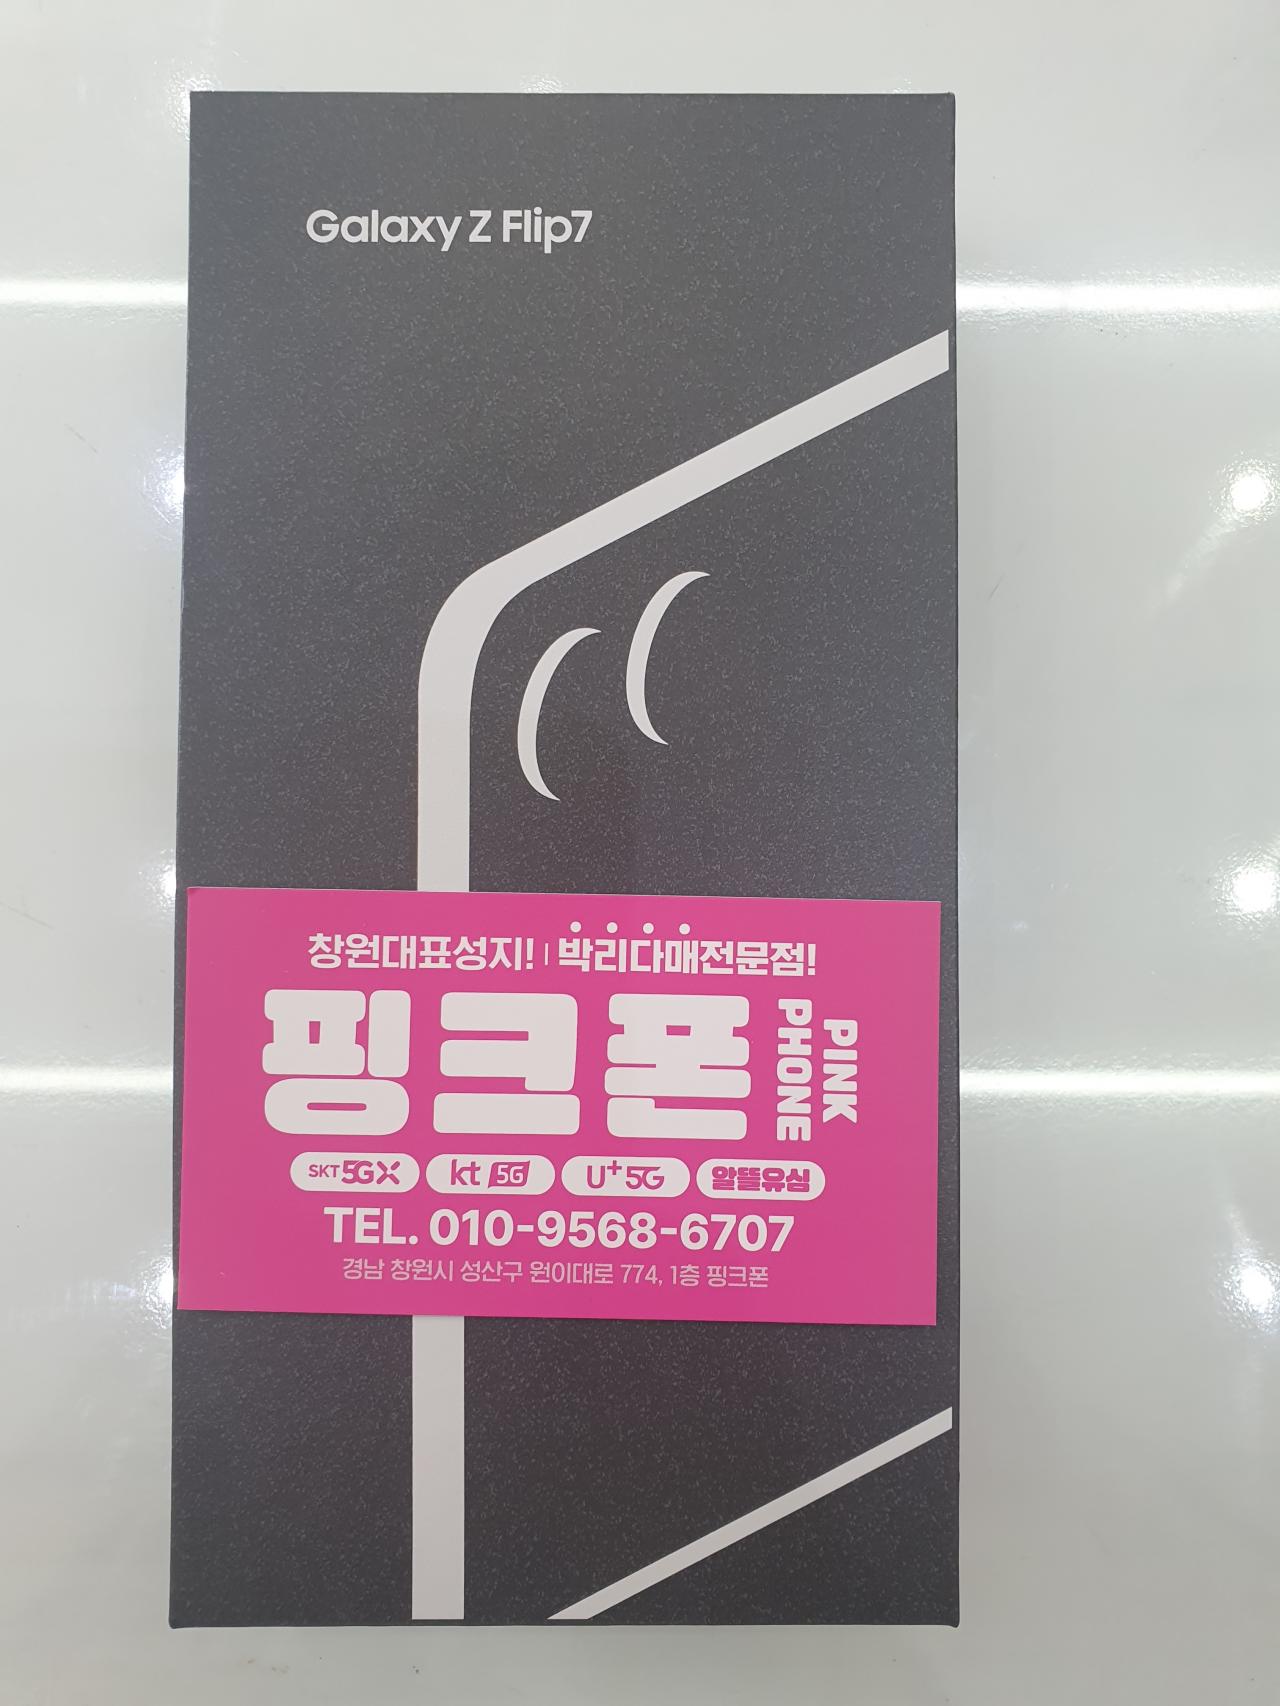 Galaxy Z Flip7
창원대표성지! | 박리다매전문점!
핑크폰
PINK
PHONE
SKT 5GX kt 5G U+ 5G 알뜰유심
TEL. 010-9568-6707
경남 창원시 성산구 원이대로 774, 1층 핑크폰